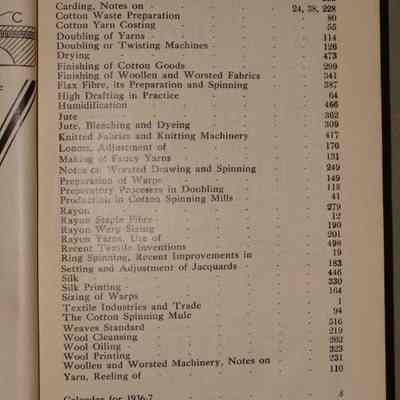 C
Carding, Notes on - 24, 38, 228
Cotton Waste Preparation - 80
Cotton Yarn Costing - 55
Doubling of Yarns - 114
Doubling or Twisting Machines - 126
Drying - 473
Finishing of Cotton Goods - 299
Finishing of Woollen and Worsted Fabrics - 341
Flax Fibre, its Preparation and Spinning - 387
High Drafting in Practice - 64
Humidification - 466
Jute - 362
Jute, Bleaching and Dyeing - 309
Knitted Fabrics and Knitting Machinery - 417
Looms, Adjustment of - 170
Making of Fancy Yarns - 131
Notes on Worsted Drawing and Spinning - 249
Preparation of Warps - 149
Preparatory Processes in Doubling - 118
Production in Cotton Spinning Mills - 41
Rayon - 279
Rayon Staple Fibre - 12
Rayon Warp Sizing - 190
Rayon Yarns, Use of - 201
Recent Textile Inventions - 498
Ring Spinning, Recent Improvements in - 19
Setting and Adjustment of Jacquards - 183
Silk - 446
Silk Printing - 330
Sizing of Warps - 164
Textile Industries and Trade - 1
The Cotton Spinning Mule - 94
Weaves Standard - 516
Wool Cleaning - 219
Wool Oiling - 262
Wool Printing - 323
Woollen and Worsted Machinery, Notes on - 231
Yarn, Reeling of - 110
Calendar for 1936-7